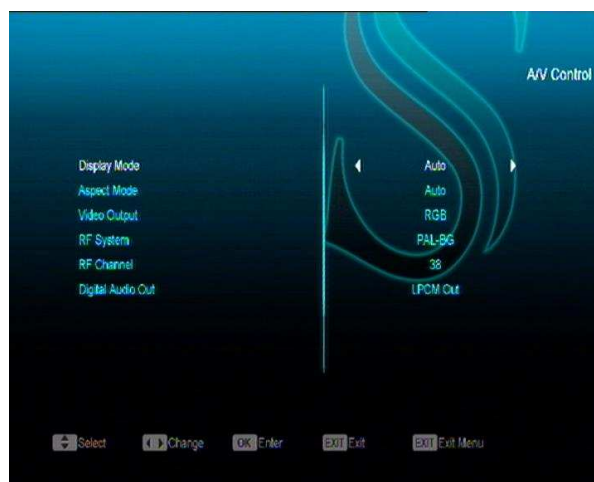 A/V Control
Display Mode Auto
Aspect Mode Auto
Video Output RGB
RF System PAL-BG
RF Channel 38
Digital Audio Out LPCM Out
Select Change OK Enter EXIT Exit EXIT Exit Menu